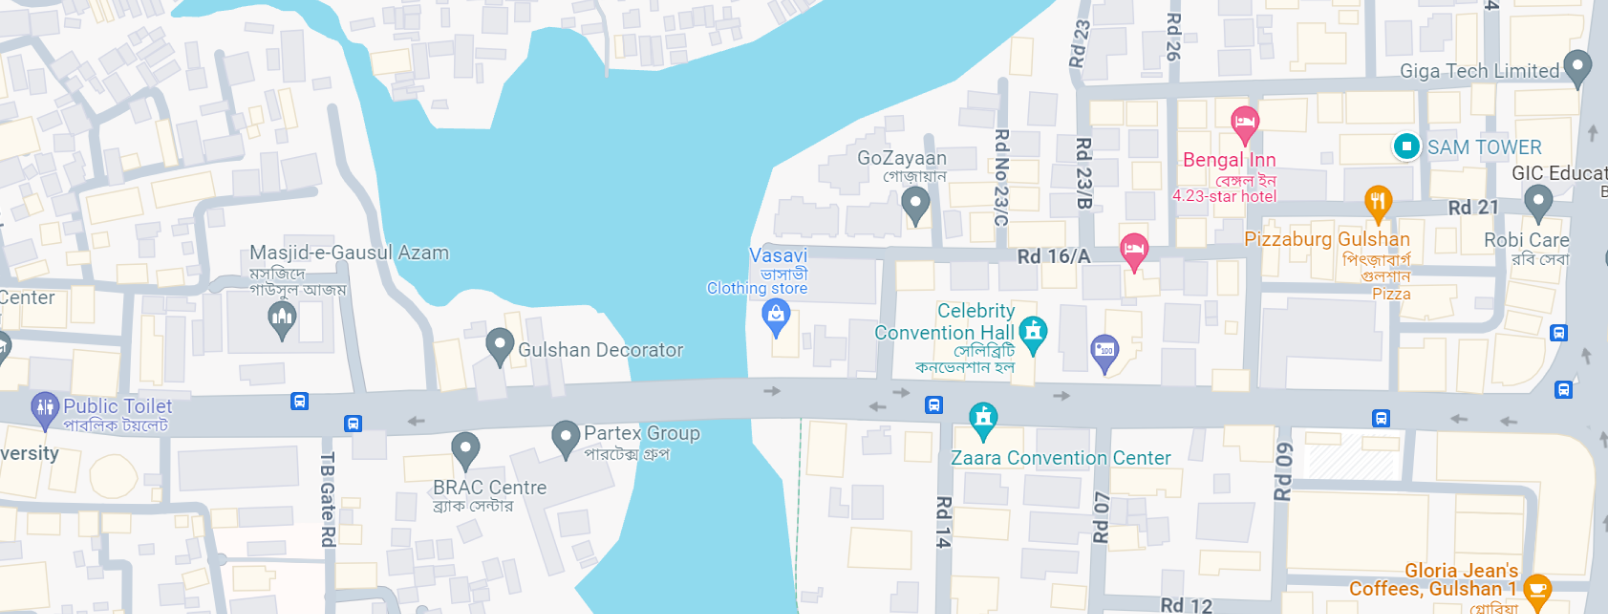 4
Rd 23
Rd 26
Giga Tech Limited
SAM TOWER
Rd No 23/C
Rd 23/B
GoZayaan
গোজায়ান
Bengal Inn
বেঙ্গল ইন
4.23-star hotel
GIC Educat
B
Rd 21
Pizzaburg Gulshan
পিৎজাবার্গ
গুলশান
Pizza
Robi Care
রবি সেবা
Masjid-e-Gausul Azam
মসজিদে
গাউসুল আজম
Vasavi
ভাসাভী
Clothing store
Rd 16/A
Center
Celebrity
Convention Hall
সেলিব্রিটি
কনভেনশান হল
100
Gulshan Decorator
Public Toilet
পাবলিক টয়লেট
versity
TB Gate Rd
Partex Group
পারটেক্স গ্রুপ
BRAC Centre
ব্র্যাক সেন্টার
Zaara Convention Center
Rd 14
Rd 07
Rd 09
Gloria Jean's
Coffees, Gulshan 1
গ্লোরিয়া
Rd 12